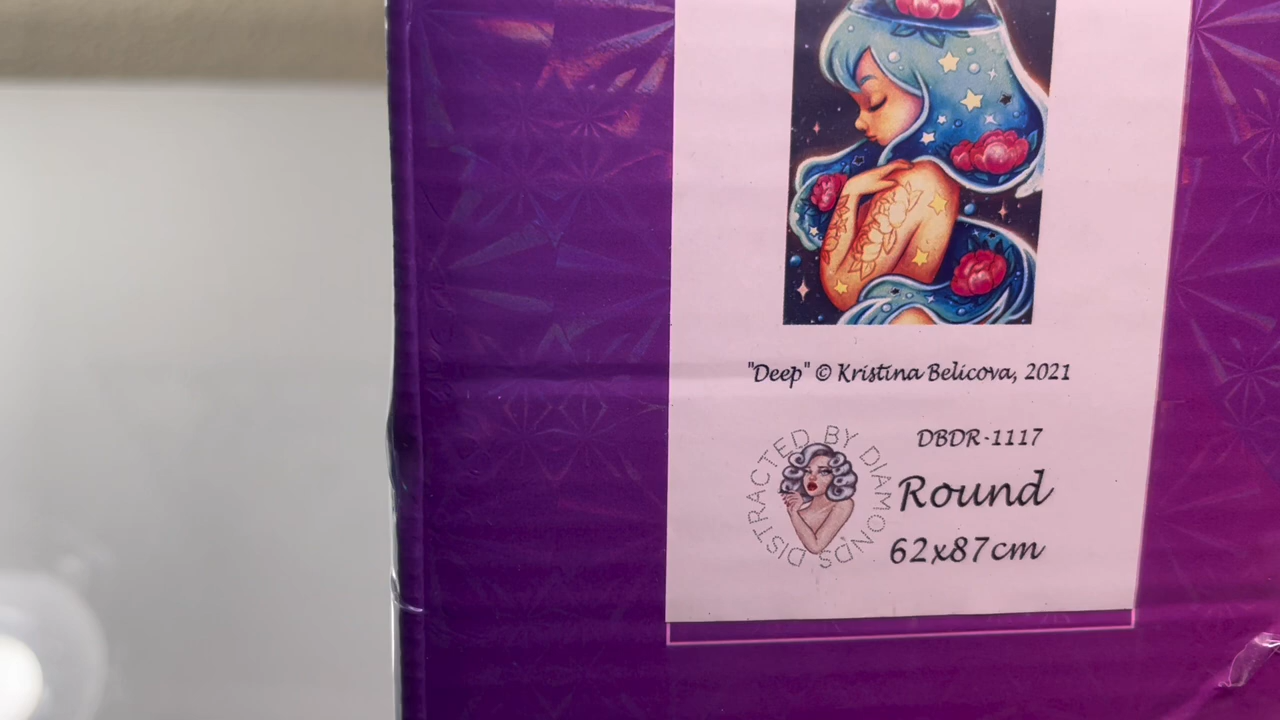 "Deep" © Kristina Belicova, 2021
DBDR-1117
DISTRACTED BY DIAMONDS
Round
62x87cm